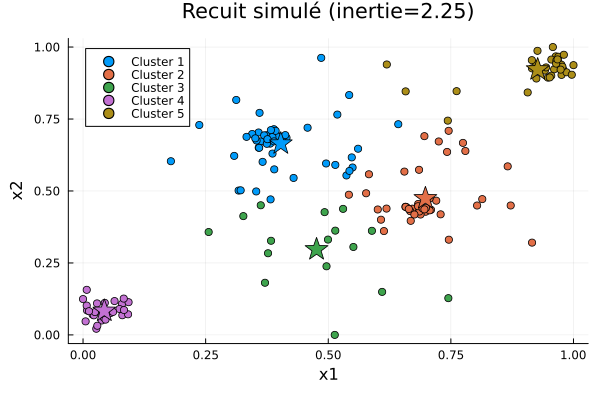 Recuit simulé (inertie=2.25)
Cluster 1
Cluster 2
Cluster 3
Cluster 4
Cluster 5
1.00
0.75
0.50
0.25
0.00
x2
0.00 0.25 0.50 0.75 1.00
x1